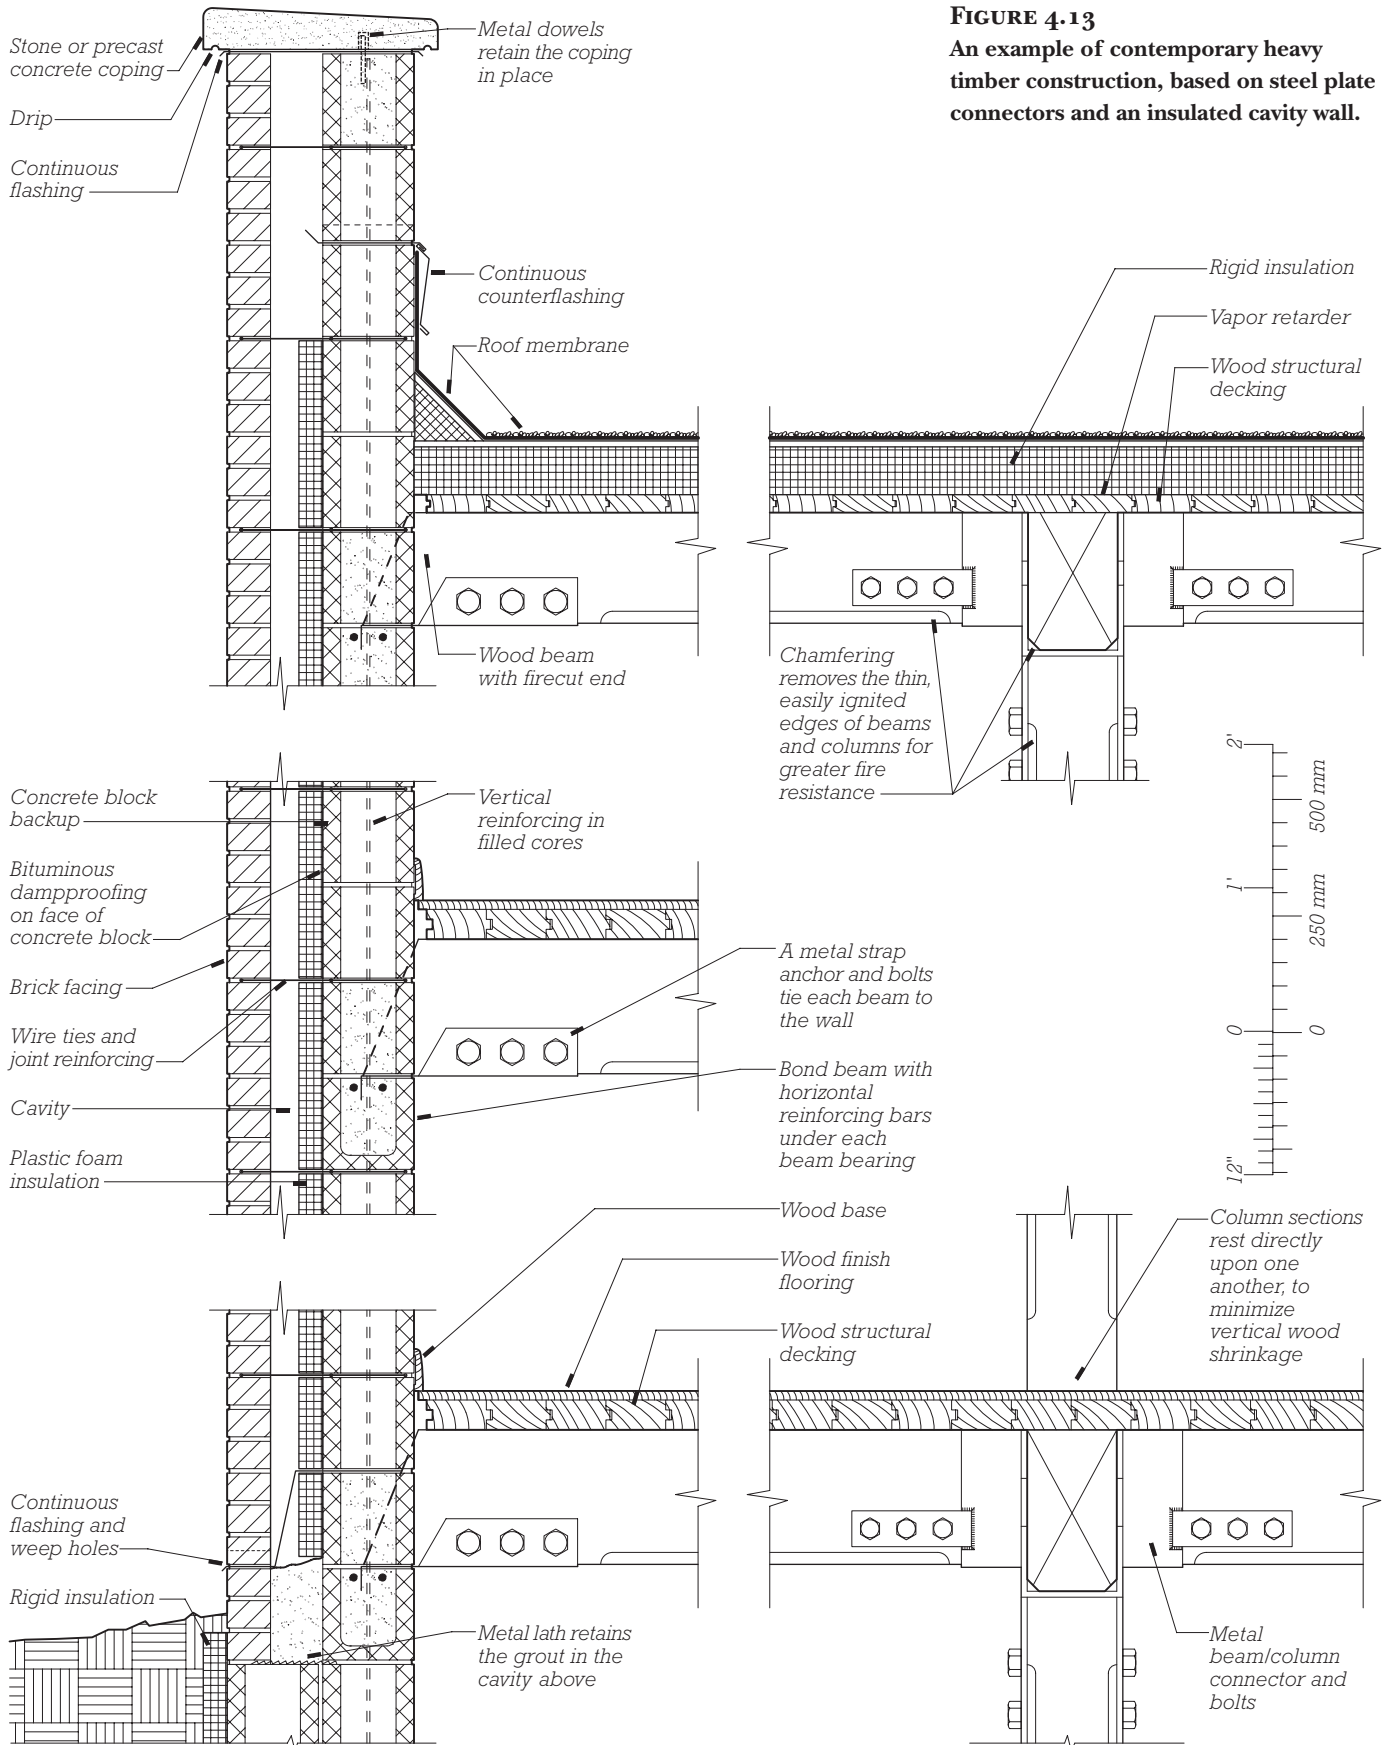 FIGURE 4.13
An example of contemporary heavy
timber construction, based on steel plate
connectors and an insulated cavity wall.
Stone or precast
concrete coping
Drip
Continuous
flashing
Metal dowels
retain the coping
in place
Continuous
counterflashing
Roof membrane
Rigid insulation
Vapor retarder
Wood structural
decking
Wood beam
with firecut end
Chamfering
removes the thin,
easily ignited
edges of beams
and columns for
greater fire
resistance
Concrete block
backup
Bituminous
dampproofing
on face of
concrete block
Brick facing
Wire ties and
joint reinforcing
Cavity
Plastic foam
insulation
Vertical
reinforcing in
filled cores
A metal strap
anchor and bolts
tie each beam to
the wall
Bond beam with
horizontal
reinforcing bars
under each
beam bearing
2'
1'
0
12"
500 mm
250 mm
0
Wood base
Wood finish
flooring
Wood structural
decking
Column sections
rest directly
upon one
another, to
minimize
vertical wood
shrinkage
Continuous
flashing and
weep holes
Rigid insulation
Metal lath retains
the grout in the
cavity above
Metal
beam/column
connector and
bolts